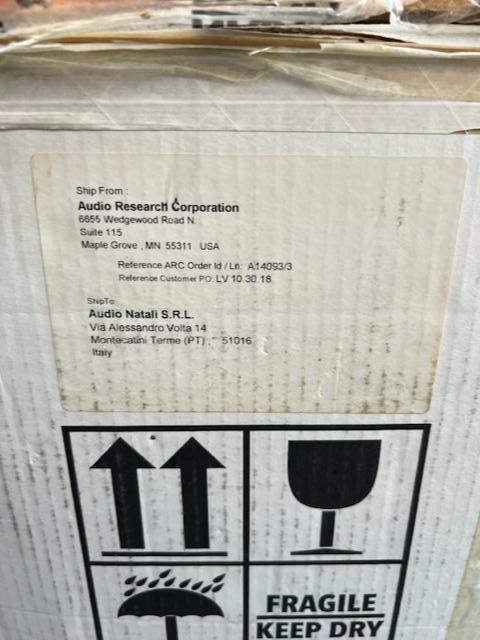 Ship From :
Audio Research Corporation
6655 Wedgewood Road N.
Suite 115
Maple Grove , MN 55311 USA
Reference ARC Order Id / Ln: A14093/3
Reference Customer PO: LV 10.30.18
ShipTo:
Audio Natali S.R.L.
Via Alessandro Volta 14
Montecatini Terme (PT) , 51016
Italy
FRAGILE
KEEP DRY